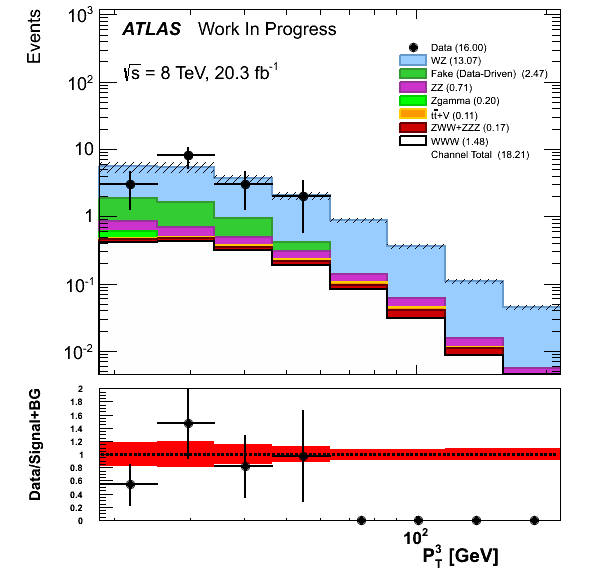 Events
ATLAS Work In Progress
√s = 8 TeV, 20.3 fb⁻¹
Data (16.00)
WZ (13.07)
Fake (Data-Driven) (2.47)
ZZ (0.71)
Zgamma (0.20)
tt̄+V (0.11)
ZWW+ZZZ (0.17)
WWW (1.48)
Channel Total (18.21)
10³
10²
10
1
10⁻¹
10⁻²
Data/Signal+BG
2
1.8
1.6
1.4
1.2
1
0.8
0.6
0.4
0.2
0
10²
P³_T [GeV]